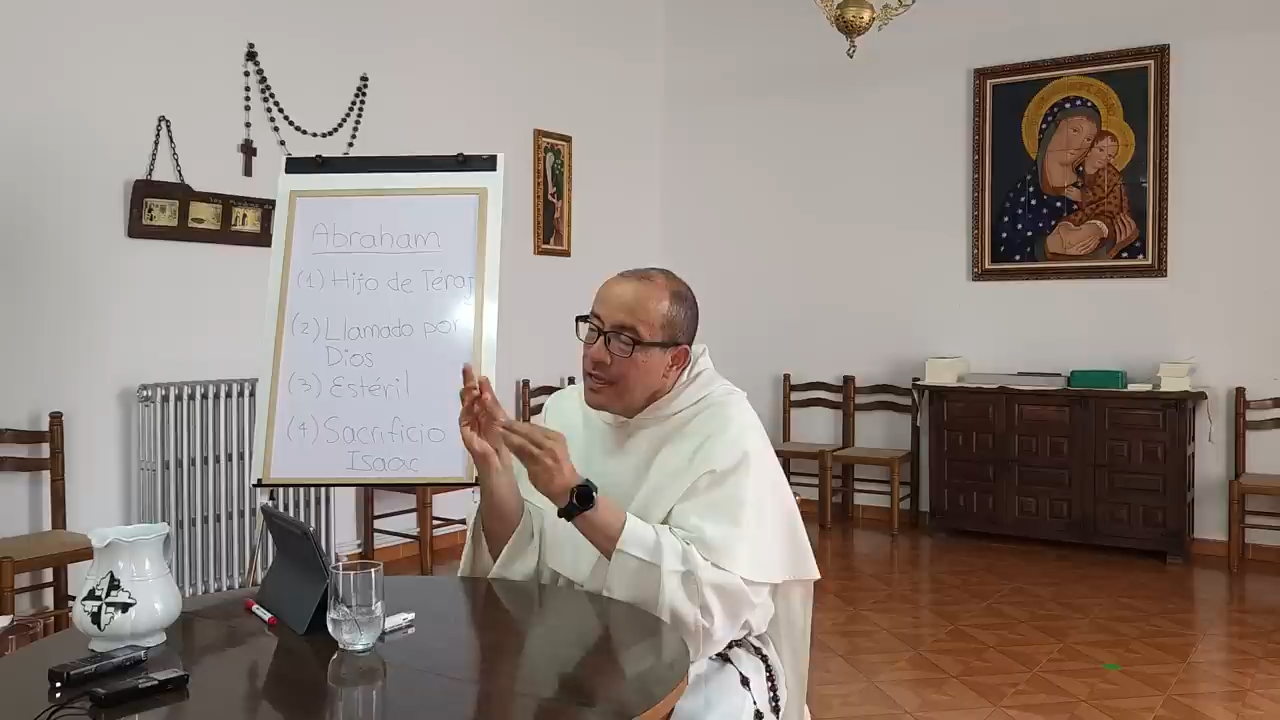 Abraham
(1) Hijo de Téraj
(2) Llamado por
Dios
(3) Estéril
(4) Sacrificio
Isaac